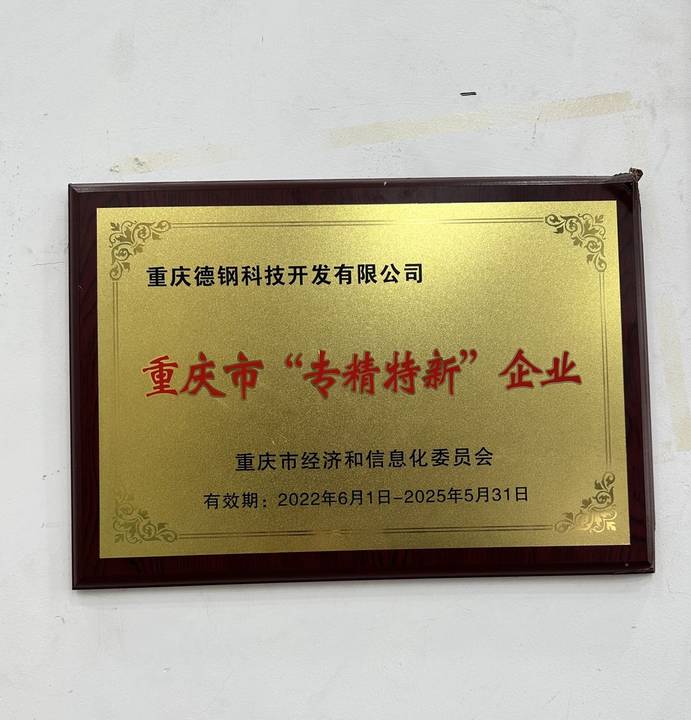 重庆德钢科技开发有限公司
重庆市“专精特新”企业
重庆市经济和信息化委员会
有效期：2022年6月1日-2025年5月31日